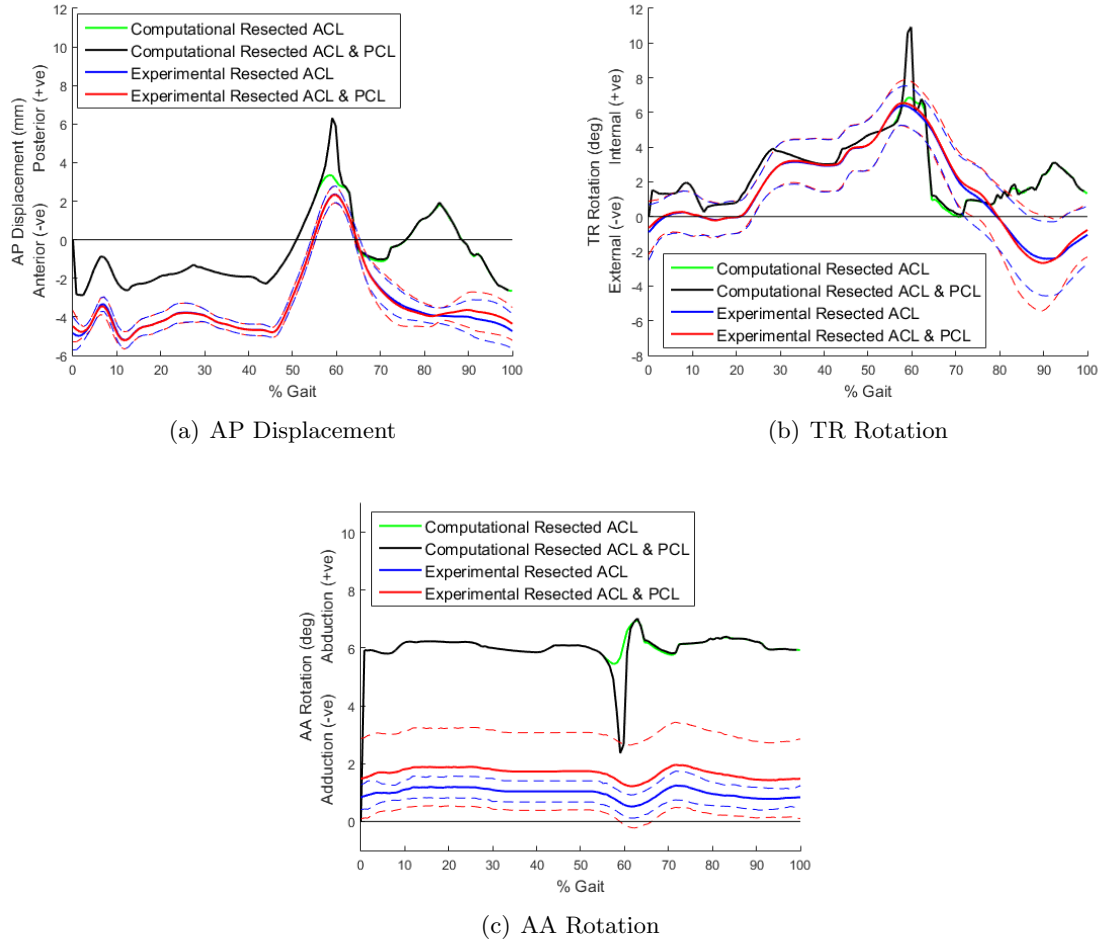 12
10
8
6
4
2
0
-2
-4
-6
AP Displacement (mm)
Anterior (-ve) Posterior (+ve)
Computational Resected ACL
Computational Resected ACL & PCL
Experimental Resected ACL
Experimental Resected ACL & PCL
0 10 20 30 40 50 60 70 80 90 100
% Gait
(a) AP Displacement
12
10
8
6
4
2
0
-2
-4
-6
-8
TR Rotation (deg)
External (-ve) Internal (+ve)
Computational Resected ACL
Computational Resected ACL & PCL
Experimental Resected ACL
Experimental Resected ACL & PCL
0 10 20 30 40 50 60 70 80 90 100
% Gait
(b) TR Rotation
10
8
6
4
2
0
AA Rotation (deg)
Adduction (-ve) Abduction (+ve)
Computational Resected ACL
Computational Resected ACL & PCL
Experimental Resected ACL
Experimental Resected ACL & PCL
0 10 20 30 40 50 60 70 80 90 100
% Gait
(c) AA Rotation